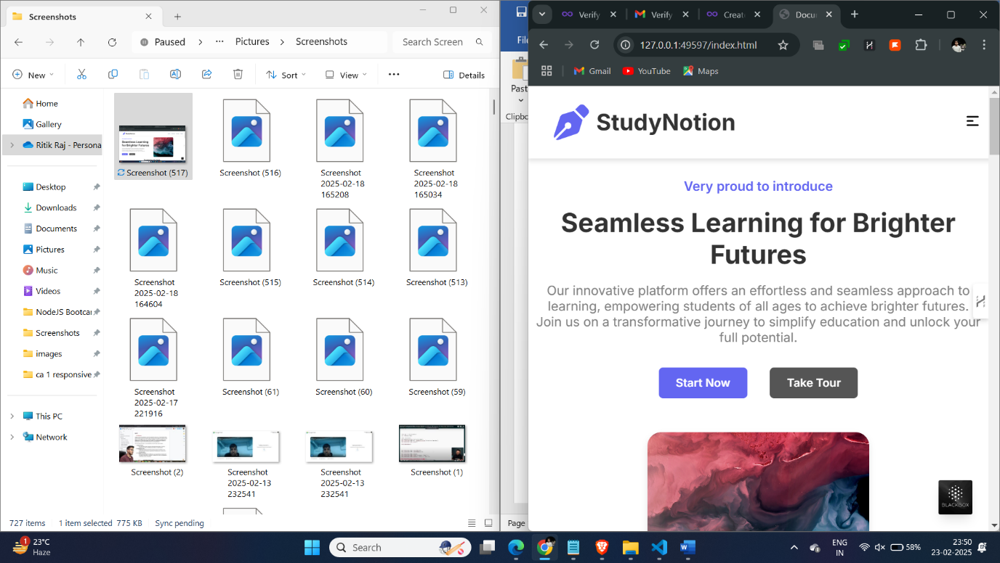 Screenshots
Paused
Pictures
Screenshots
Search Screen
New
Sort
View
Details
Home
Gallery
Ritik Raj - Persona
Desktop
Downloads
Documents
Pictures
Music
Videos
NodeJS Bootcar
Screenshots
images
ca 1 responsive
This PC
Network
Screenshot (517)
Screenshot (516)
Screenshot
2025-02-18
165208
Screenshot
2025-02-18
165034
Screenshot
2025-02-18
164604
Screenshot (515)
Screenshot (514)
Screenshot (513)
Screenshot
2025-02-17
221916
Screenshot (61)
Screenshot (60)
Screenshot (59)
Screenshot (2)
Screenshot
2025-02-13
232541
Screenshot
2025-02-13
232541
Screenshot (1)
727 items
1 item selected 775 KB
Sync pending
File
Past
Clipbo
Page
Verify
Verify
Create
Docu
127.0.0.1:49597/index.html
Gmail
YouTube
Maps
StudyNotion
Very proud to introduce
Seamless Learning for Brighter
Futures
Our innovative platform offers an effortless and seamless approach to
learning, empowering students of all ages to achieve brighter futures.
Join us on a transformative journey to simplify education and unlock your
full potential.
Start Now
Take Tour
BLACKBOX
1
23°C
Haze
Search
ENG
IN
58%
23:50
23-02-2025